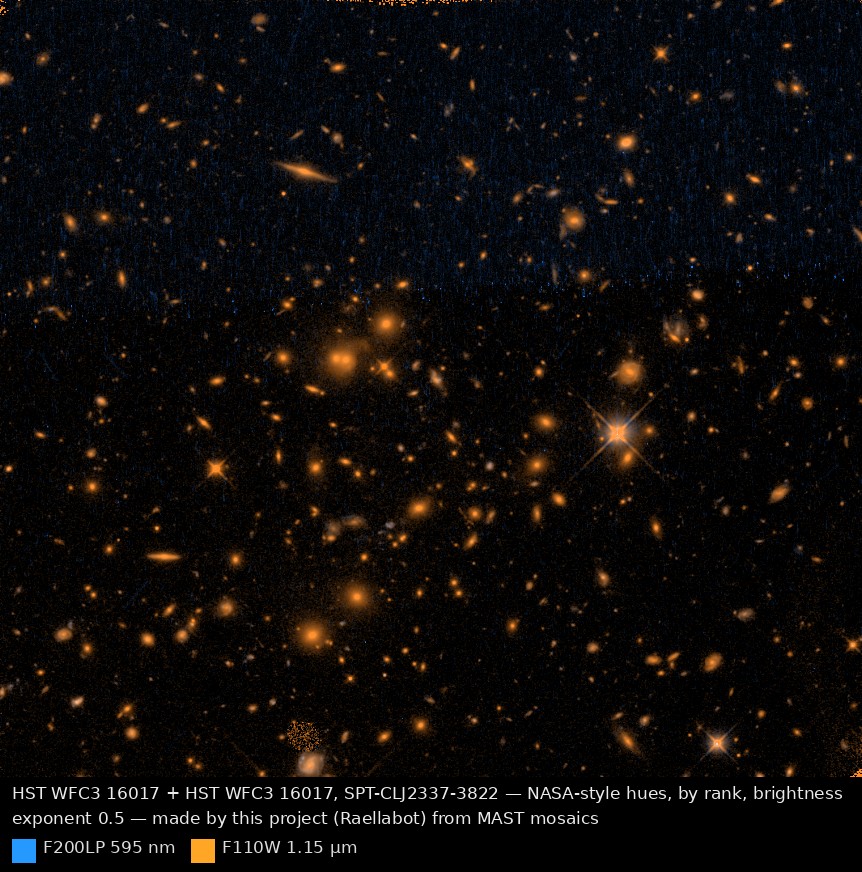 HST WFC3 16017 + HST WFC3 16017, SPT-CLJ2337-3822 — NASA-style hues, by rank, brightness
exponent 0.5 — made by this project (Raellabot) from MAST mosaics
F200LP 595 nm F110W 1.15 µm